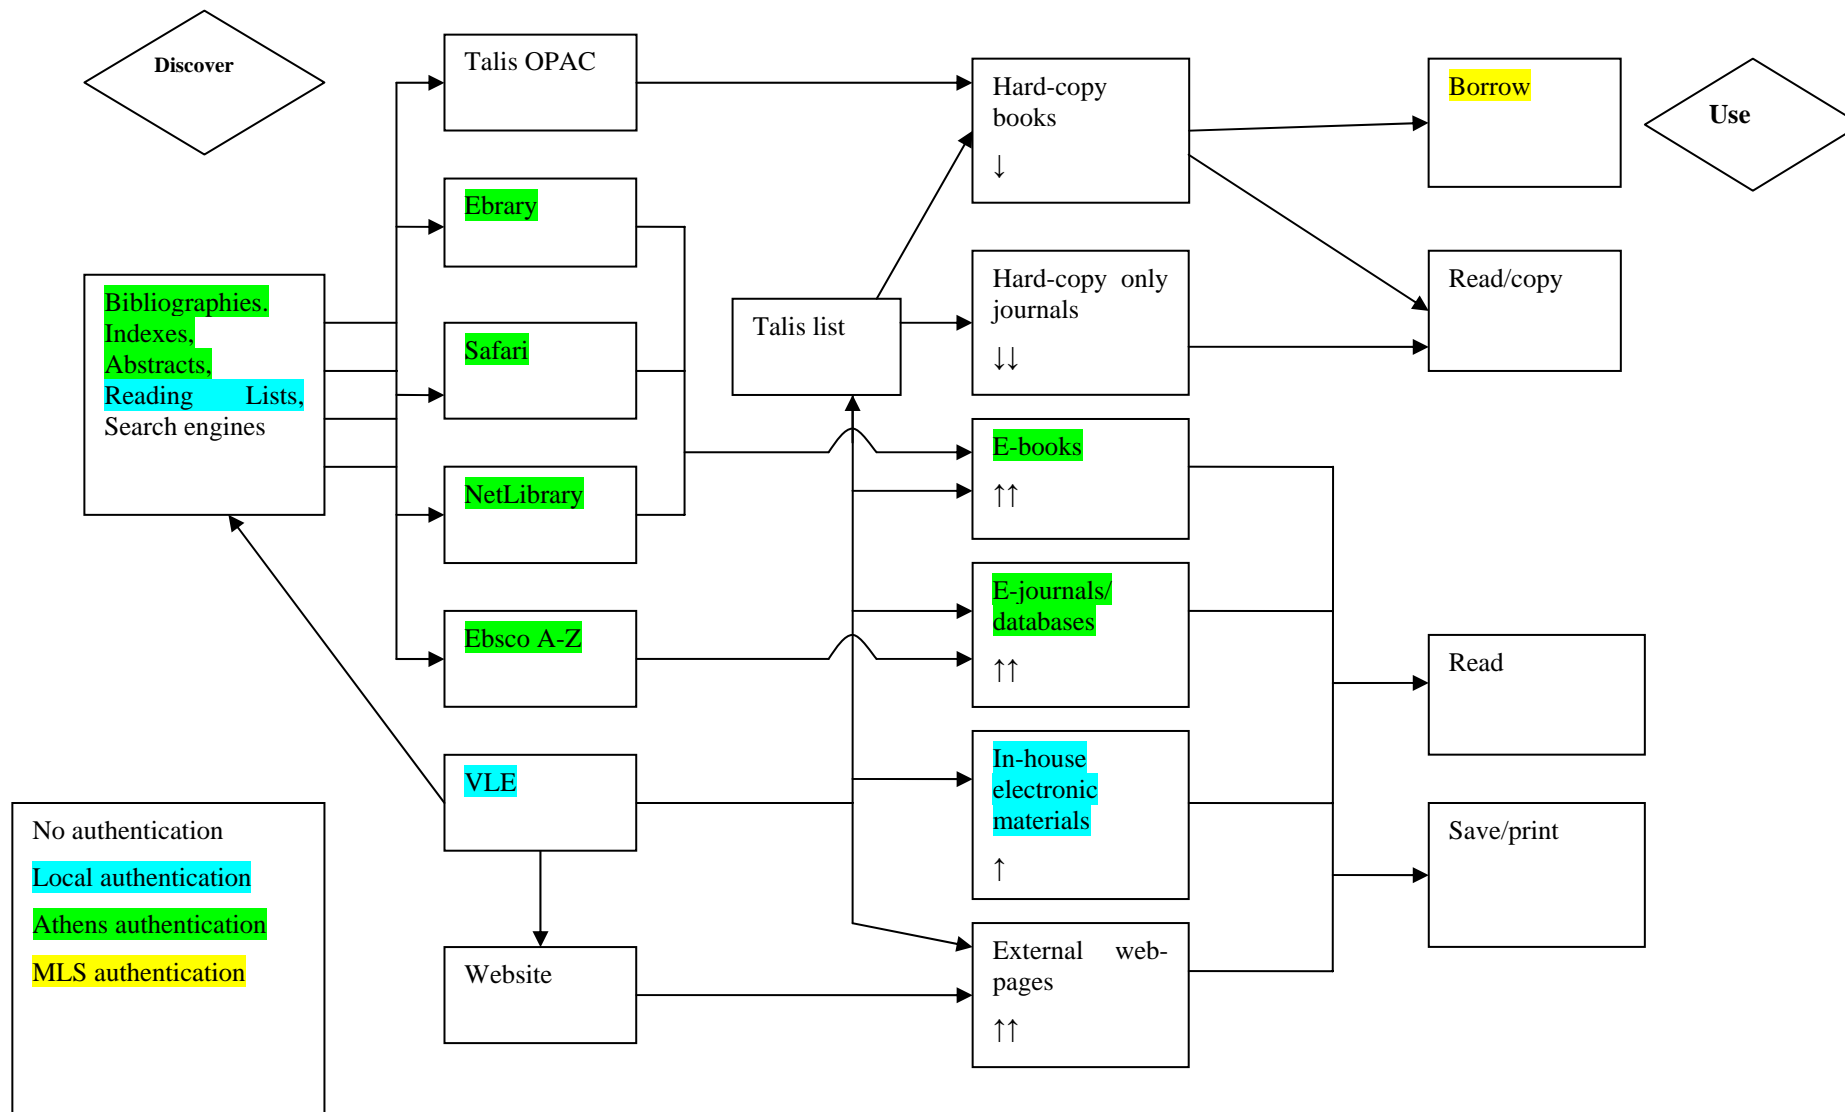 Discover
Talis OPAC
Hard-copy
books
↓
Borrow
Use
Ebrary
Hard-copy only
journals
↓↓
Read/copy
Bibliographies.
Indexes,
Abstracts,
Reading Lists,
Search engines
Safari
Talis list
E-books
↑↑
NetLibrary
E-journals/
databases
↑↑
Ebsco A-Z
Read
VLE
In-house
electronic
materials
↑
Save/print
No authentication
Local authentication
Athens authentication
MLS authentication
Website
External web-
pages
↑↑